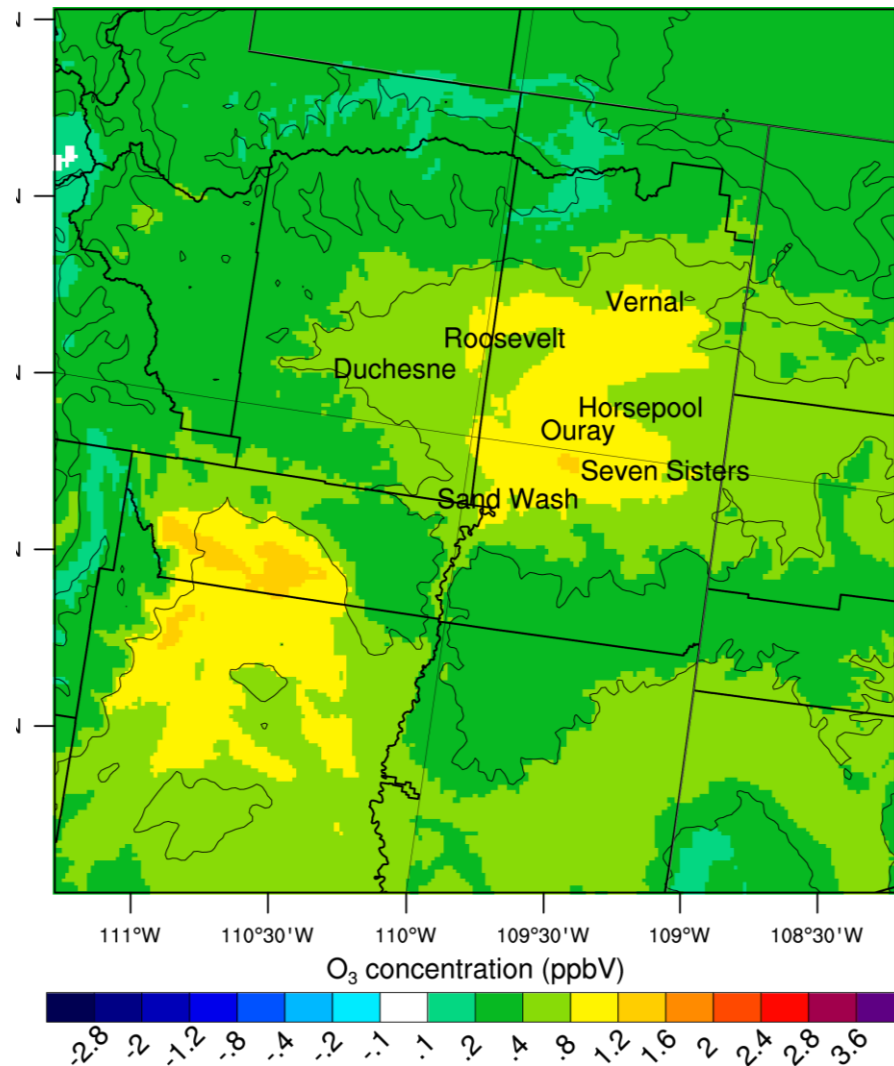 Vernal
Roosevelt
Duchesne
Horsepool
Ouray
Seven Sisters
Sand Wash
111°W 110°30'W 110°W 109°30'W 109°W 108°30'W
O₃ concentration (ppbV)
-2.8 -2 -1.2 -.8 -.4 -.2 -.1 .1 .2 .4 .8 1.2 1.6 2 2.4 2.8 3.6